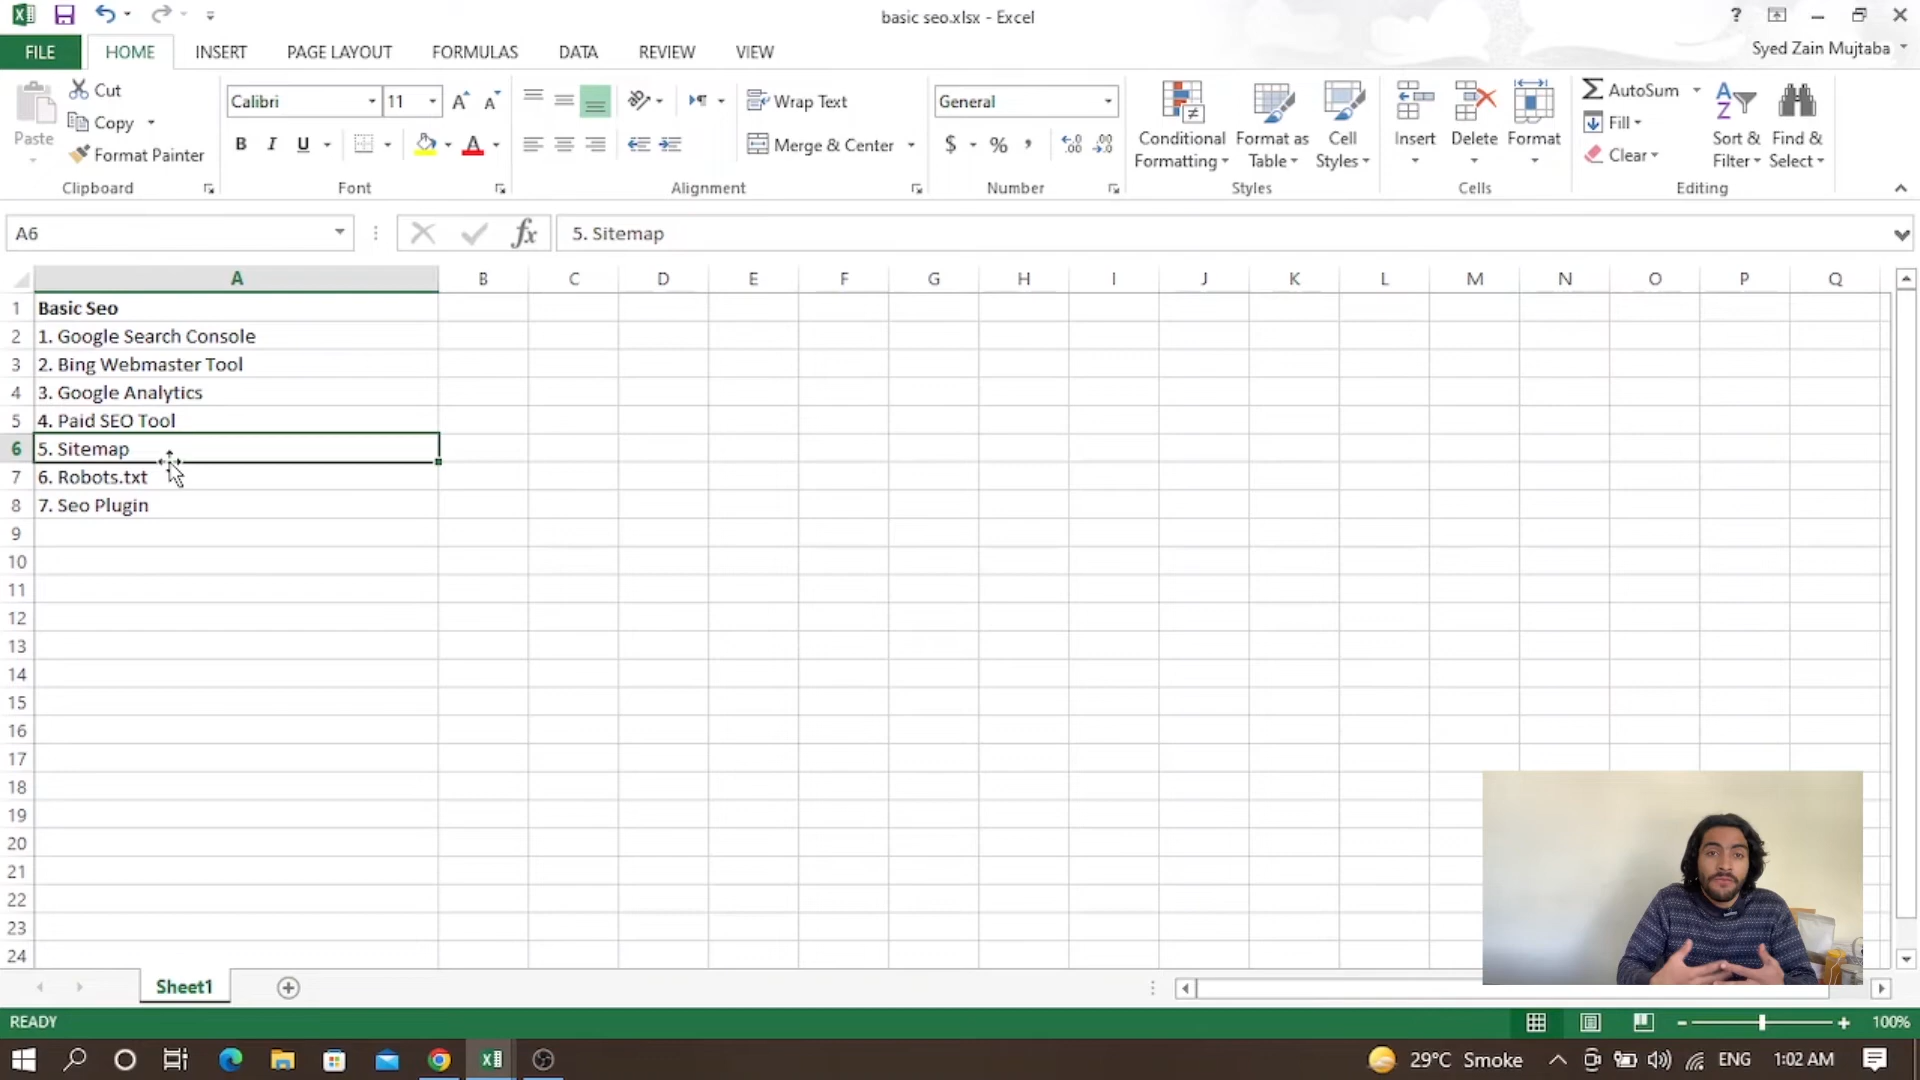 basic seo.xlsx - Excel
?
Syed Zain Mujtaba
FILE HOME INSERT PAGE LAYOUT FORMULAS DATA REVIEW VIEW
Paste
Cut
Copy
Format Painter
Clipboard
Calibri 11
B I U
Font
Wrap Text
Merge & Center
Alignment
General
$ % ,
Number
Conditional Formatting
Format as Table
Cell Styles
Styles
Insert
Delete
Format
Cells
AutoSum
Fill
Clear
Sort & Filter
Find & Select
Editing
A6 fx 5. Sitemap
A B C D E F G H I J K L M N O P Q
1 Basic Seo
2 1. Google Search Console
3 2. Bing Webmaster Tool
4 3. Google Analytics
5 4. Paid SEO Tool
6 5. Sitemap
7 6. Robots.txt
8 7. Seo Plugin
9
10
11
12
13
14
15
16
17
18
19
20
21
22
23
24
Sheet1
READY
100%
29°C Smoke
ENG
1:02 AM